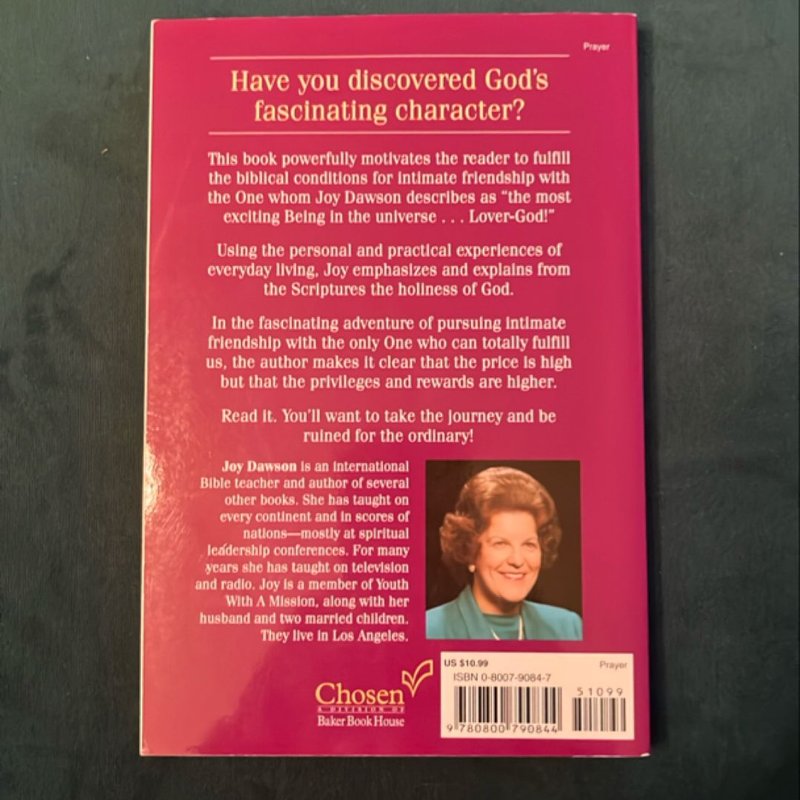 Prayer
Have you discovered God's
fascinating character?
This book powerfully motivates the reader to fulfill
the biblical conditions for intimate friendship with
the One whom Joy Dawson describes as "the most
exciting Being in the universe . . . Lover-God!"
Using the personal and practical experiences of
everyday living, Joy emphasizes and explains from
the Scriptures the holiness of God.
In the fascinating adventure of pursuing intimate
friendship with the only One who can totally fulfill
us, the author makes it clear that the price is high
but that the privileges and rewards are higher.
Read it. You'll want to take the journey and be
ruined for the ordinary!
Joy Dawson is an international
Bible teacher and author of several
other books. She has taught on
every continent and in scores of
nations—mostly at spiritual
leadership conferences. For many
years she has taught on television
and radio. Joy is a member of Youth
With A Mission, along with her
husband and two married children.
They live in Los Angeles.
Chosen
A DIVISION OF
Baker Book House
US $10.99 Prayer
ISBN 0-8007-9084-7
51099
9 780800 790844